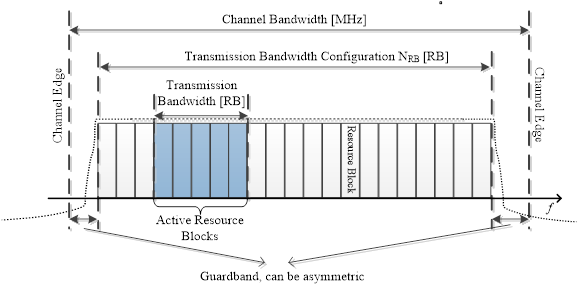 Channel Bandwidth [MHz]
Transmission Bandwidth Configuration NRB [RB]
Transmission
Bandwidth [RB]
Channel Edge
Channel Edge
Resource Block
Active Resource
Blocks
f
Guardband, can be asymmetric